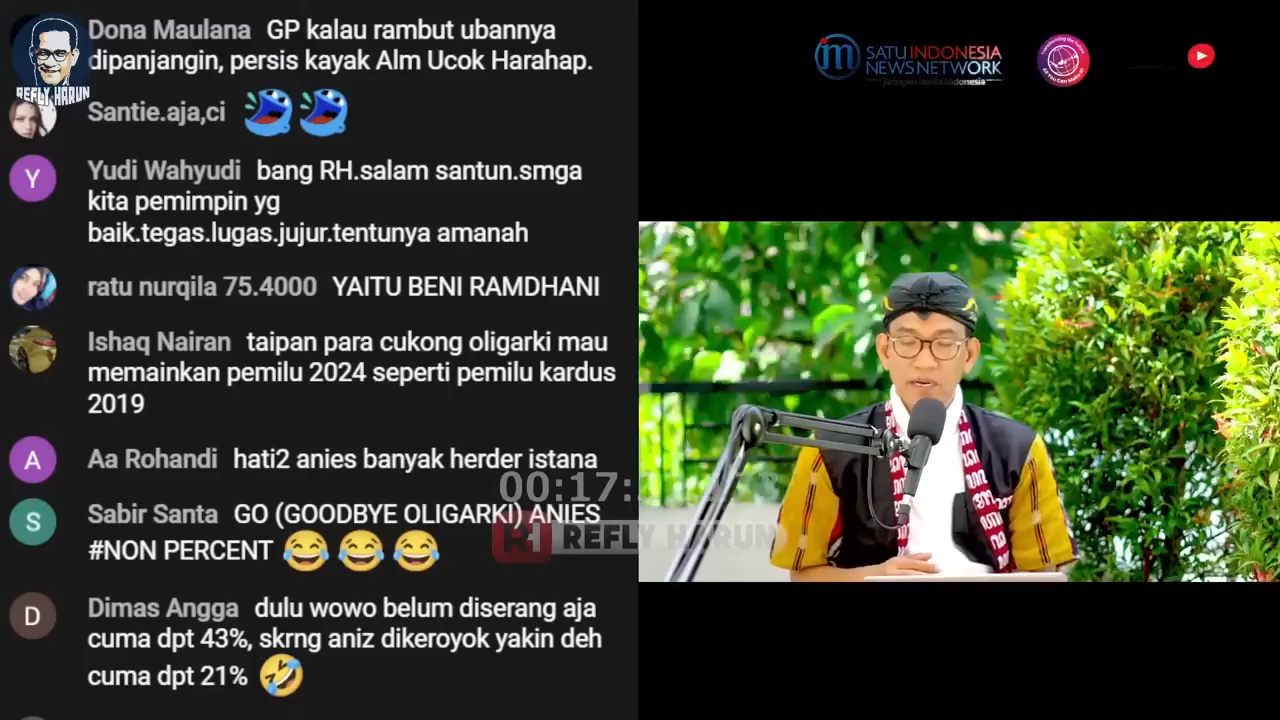 Dona Maulana GP kalau rambut ubannya
dipanjangin, persis kayak Alm Ucok Harahap.
REFLY HARUN
Santie.aja,ci
Y
Yudi Wahyudi bang RH.salam santun.smga
kita pemimpin yg
baik.tegas.lugas.jujur.tentunya amanah
ratu nurqila 75.4000 YAITU BENI RAMDHANI
Ishaq Nairan taipan para cukong oligarki mau
memainkan pemilu 2024 seperti pemilu kardus
2019
A
Aa Rohandi hati2 anies banyak herder istana
00:17:
S
Sabir Santa GO (GOODBYE OLIGARKI) ANIES
#NON PERCENT
RH REFLY HARUN
D
Dimas Angga dulu wowo belum diserang aja
cuma dpt 43%, skrng aniz dikeroyok yakin deh
cuma dpt 21%
SATU INDONESIA
NEWS NETWORK